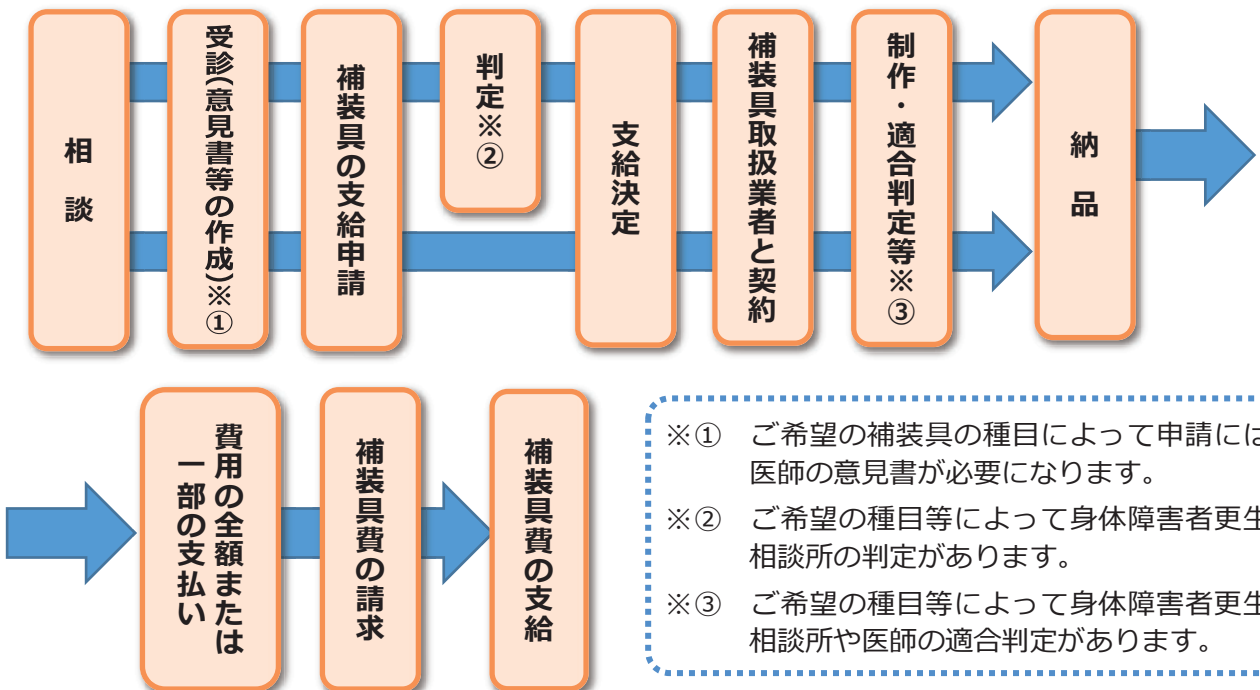 相談
受診(意見書等の作成)※①
補装具の支給申請
判定※②
支給決定
補装具取扱業者と契約
制作・適合判定等※③
納品
費用の全額または
一部の支払い
補装具費の請求
補装具費の支給
※① ご希望の補装具の種目によって申請には
医師の意見書が必要になります。
※② ご希望の種目等によって身体障害者更生
相談所の判定があります。
※③ ご希望の種目等によって身体障害者更生
相談所や医師の適合判定があります。